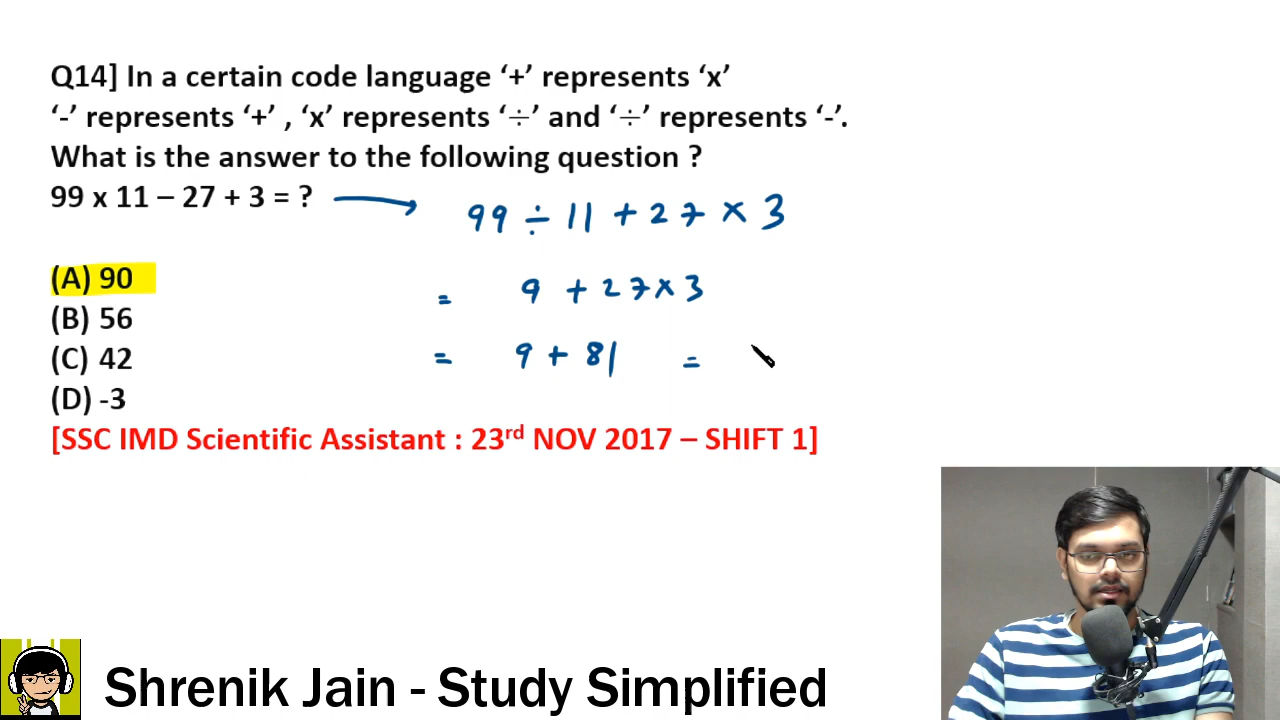 Q14] In a certain code language ‘+’ represents ‘x’
‘-’ represents ‘+’ , ‘x’ represents ‘÷’ and ‘÷’ represents ‘-’.
What is the answer to the following question ?
99 x 11 – 27 + 3 = ?
99 ÷ 11 + 27 × 3
(A) 90
= 9 + 27 × 3
(B) 56
(C) 42
= 9 + 81 =
(D) -3
[SSC IMD Scientific Assistant : 23rd NOV 2017 – SHIFT 1]
Shrenik Jain - Study Simplified